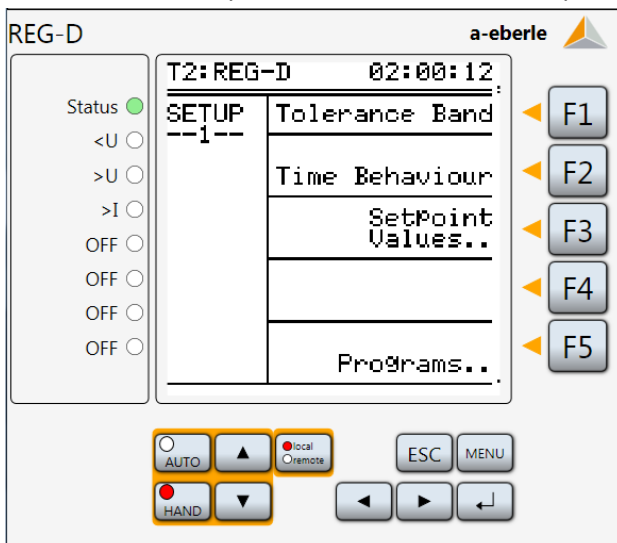 REG-D
a-eberle
T2:REG-D 02:00:12
SETUP
--1--
Tolerance Band
Time Behaviour
Setpoint
Values..
Programs..
Status
<U
>U
>I
OFF
OFF
OFF
OFF
F1
F2
F3
F4
F5
AUTO
▲
local
remote
ESC
MENU
HAND
▼
◄
►
↵